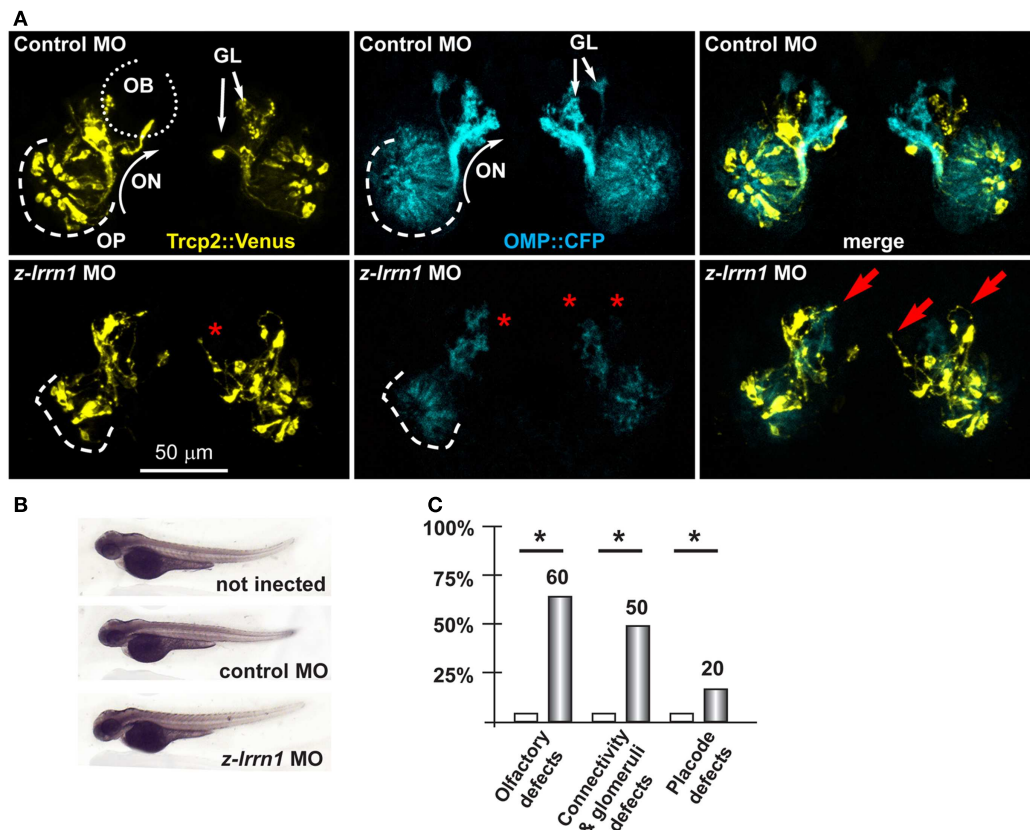 A
Control MO
GL
OB
ON
OP
Trcp2::Venus
Control MO
GL
ON
OMP::CFP
Control MO
merge
z-lrrn1 MO
*
50 μm
z-lrrn1 MO
*
* *
z-lrrn1 MO
B
not inected
control MO
z-lrrn1 MO
C
100%
75%
50%
25%
* * *
60
50
20
Olfactory
defects
Connectivity
& glomeruli
defects
Placode
defects